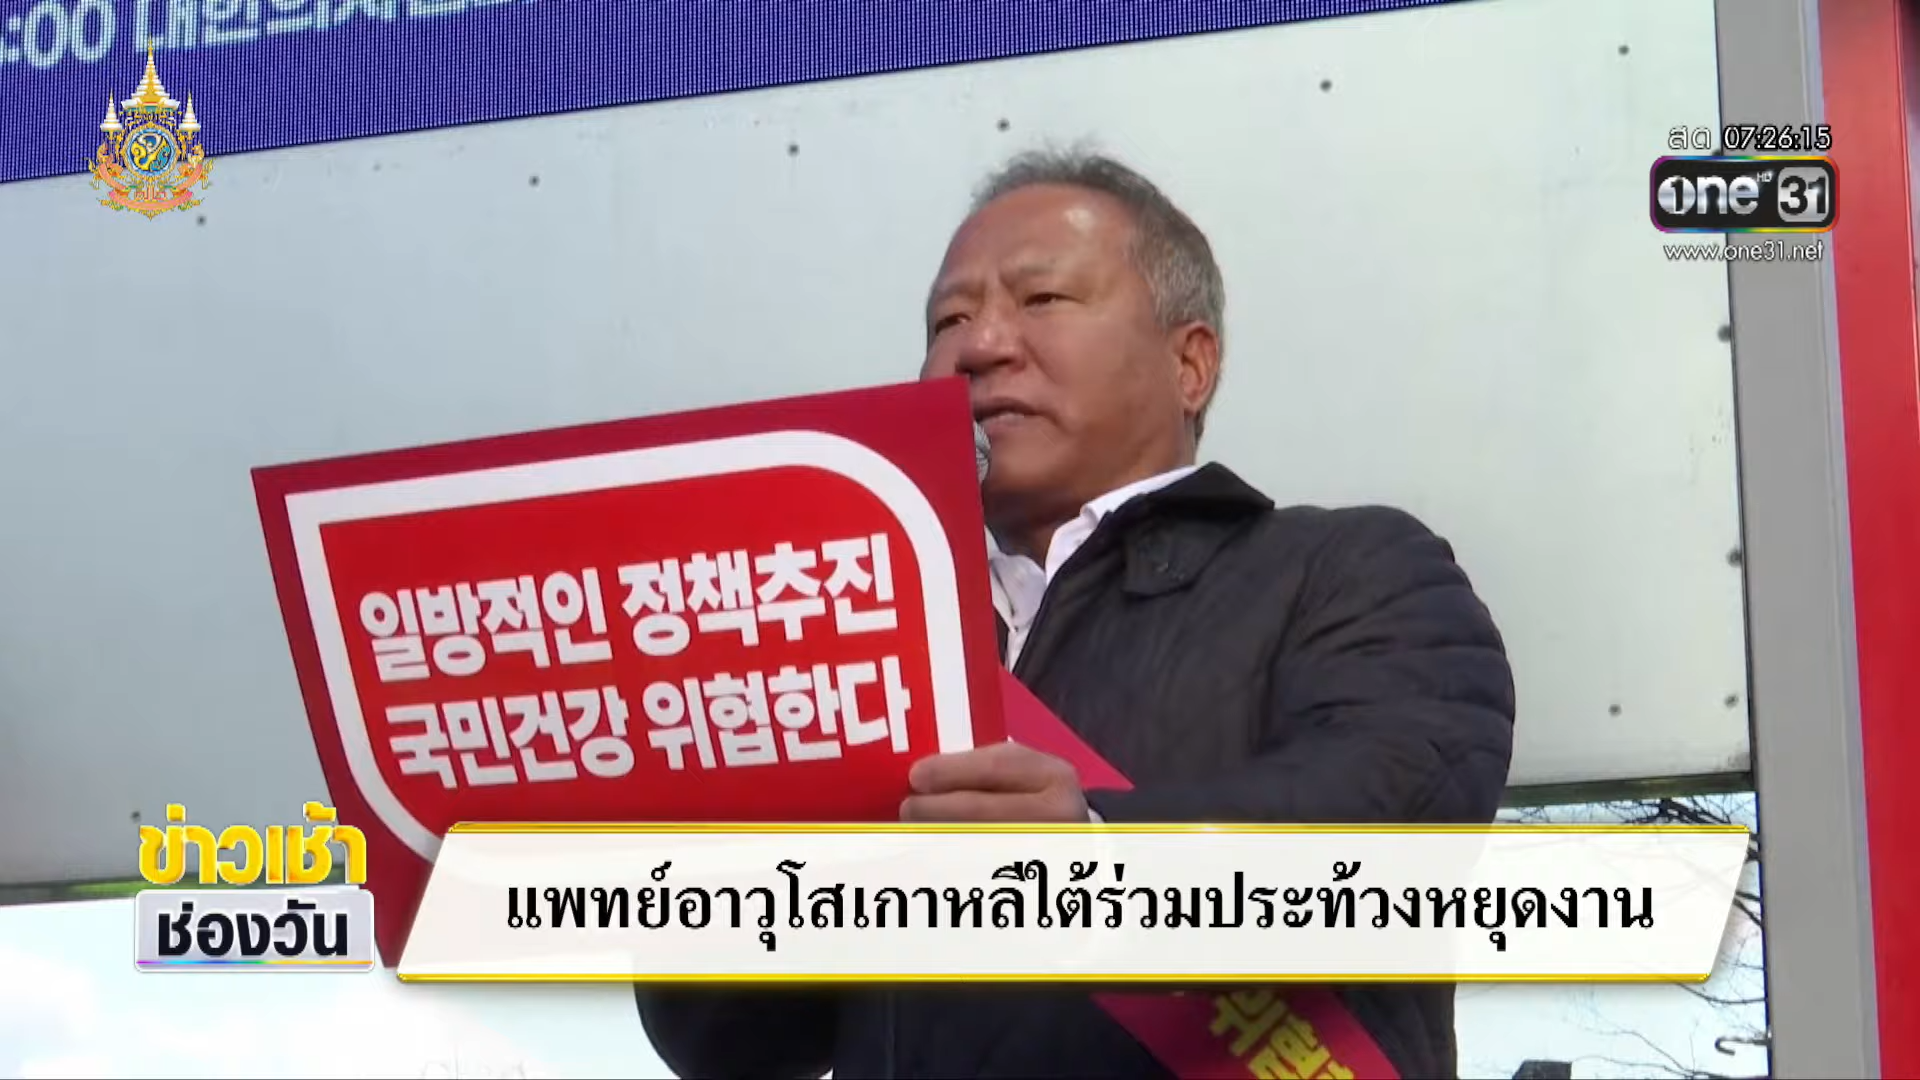 สด 07:26:15
one HD 31
www.one31.net
일방적인 정책추진
국민건강 위협한다
ข่าวเช้า
ช่องวัน
แพทย์อาวุโสเกาหลีใต้ร่วมประท้วงหยุดงาน